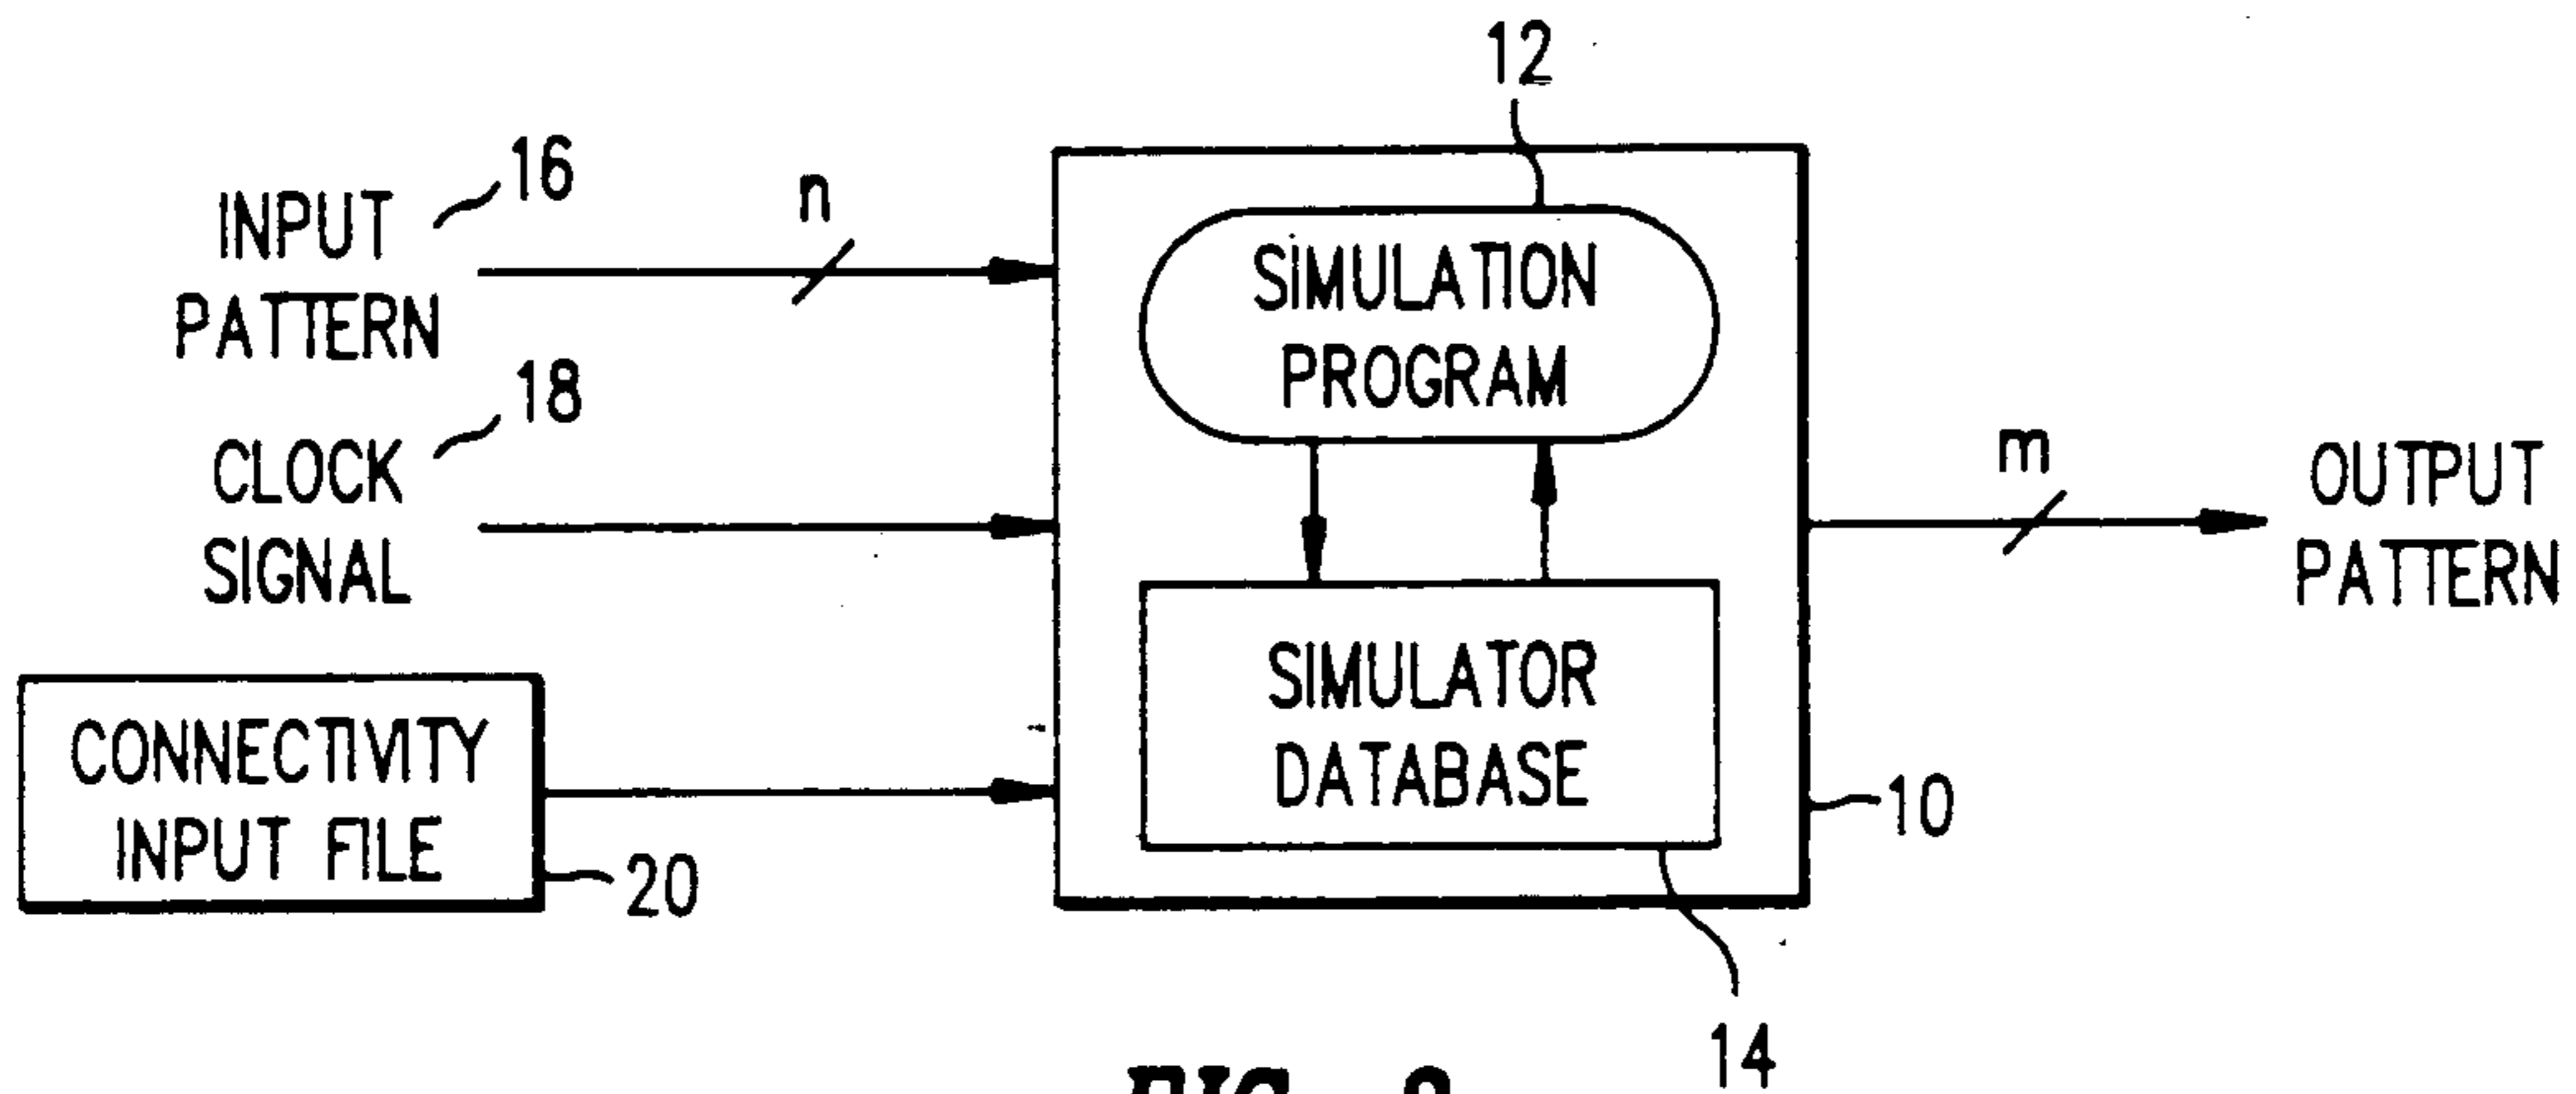 12
16
INPUT
PATTERN
n
SIMULATION
PROGRAM
18
CLOCK
SIGNAL
m
OUTPUT
PATTERN
CONNECTIVITY
INPUT FILE
20
SIMULATOR
DATABASE
10
14
FIG.